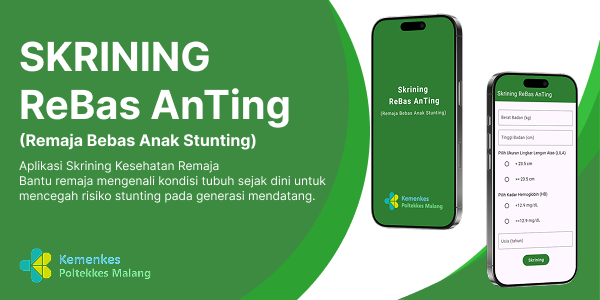 SKRINING
ReBas AnTing
(Remaja Bebas Anak Stunting)
Aplikasi Skrining Kesehatan Remaja
Bantu remaja mengenali kondisi tubuh sejak dini untuk
mencegah risiko stunting pada generasi mendatang.
Kemenkes
Poltekkes Malang
Skrining
ReBas AnTing
(Remaja Bebas Anak Stunting)
Kemenkes
Poltekkes Malang
Skrining ReBas AnTing
Berat Badan (kg)
Tinggi Badan (cm)
Pilih Ukuran Lingkar Lengan Atas (LILA)
< 23.5 cm
>= 23.5 cm
Pilih Kadar Hemoglobin (HB)
<12.9 mg/dL
>=12.9 mg/dL
Usia (tahun)
Skrining